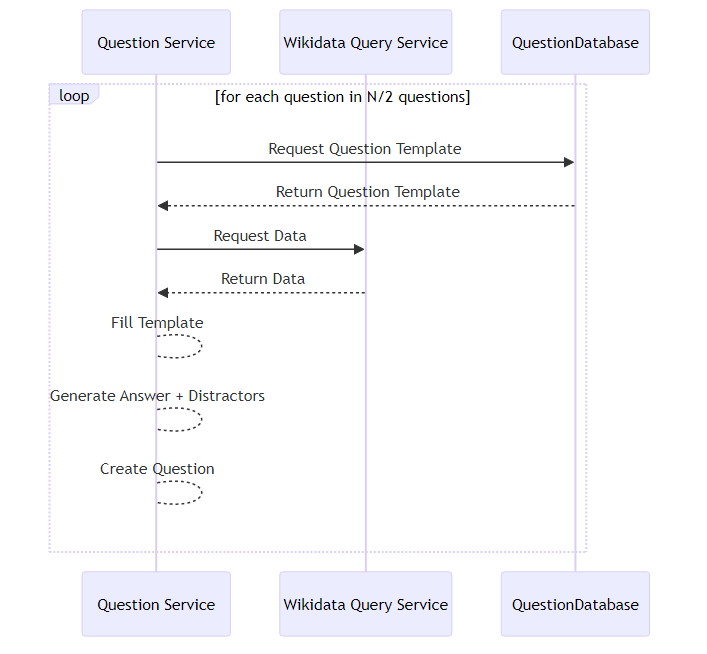 Question Service
Wikidata Query Service
QuestionDatabase
loop
[for each question in N/2 questions]
Request Question Template
Return Question Template
Request Data
Return Data
Fill Template
Generate Answer + Distractors
Create Question
Question Service
Wikidata Query Service
QuestionDatabase